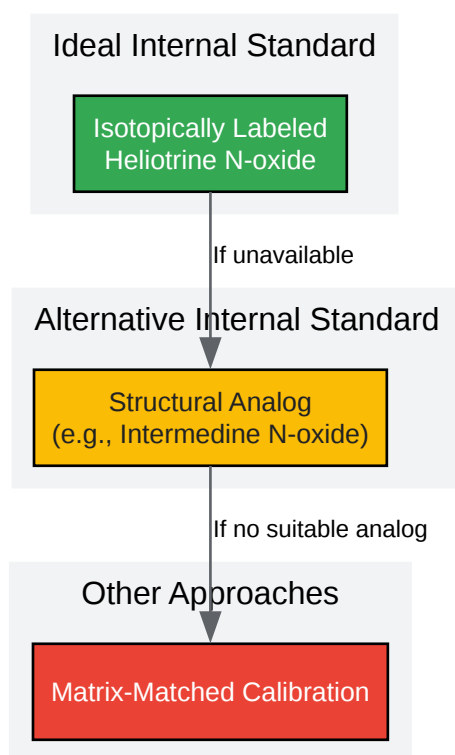 Ideal Internal Standard
Isotopically Labeled
Heliotrine N-oxide
If unavailable
Alternative Internal Standard
Structural Analog
(e.g., Intermedine N-oxide)
If no suitable analog
Other Approaches
Matrix-Matched Calibration